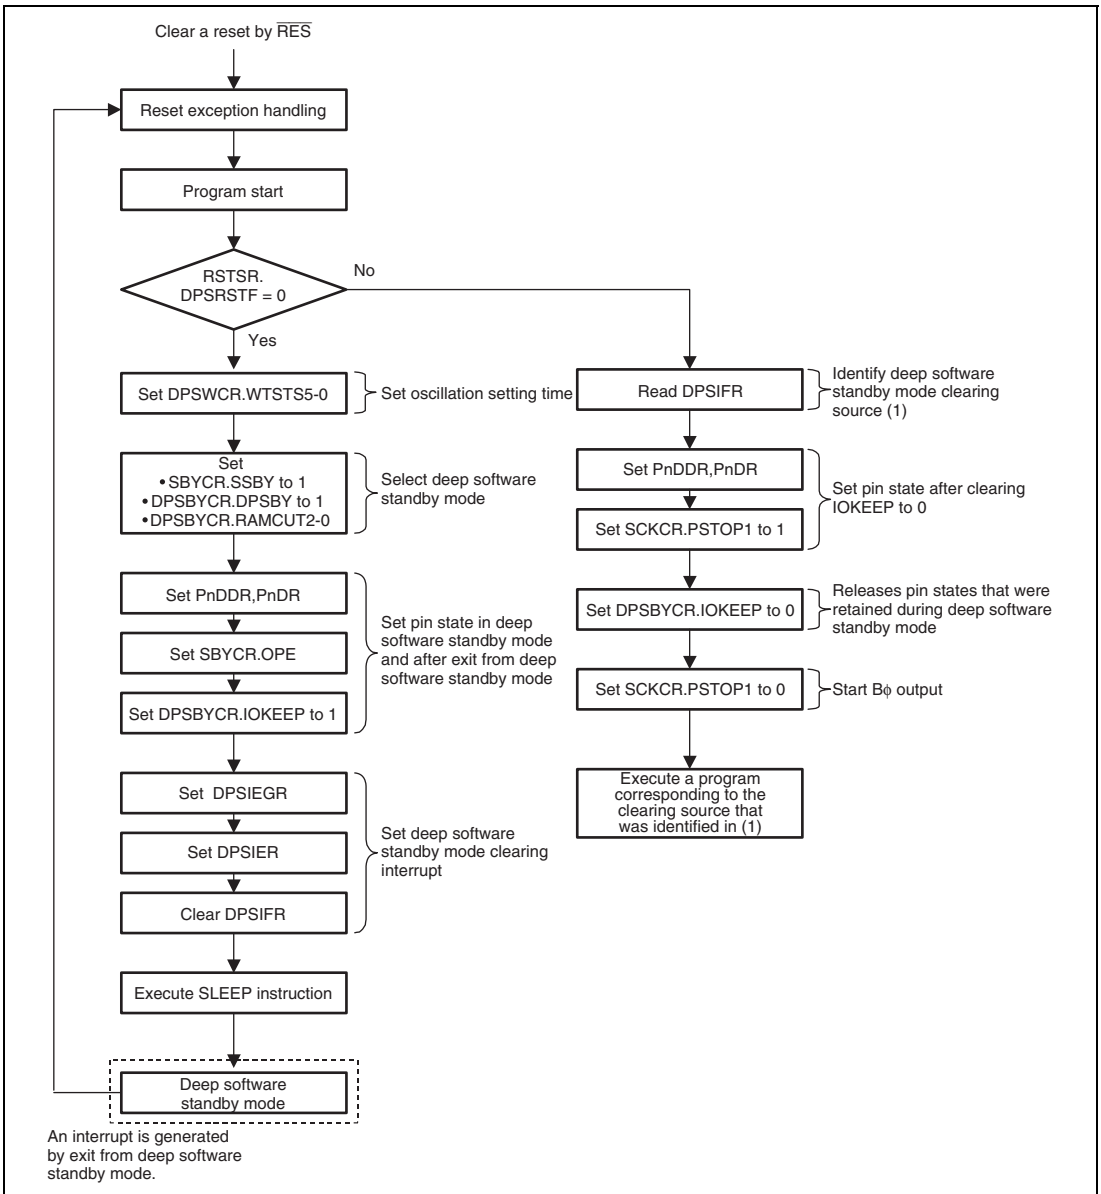 Clear a reset by RES
Reset exception handling
Program start
RSTSR.
DPSRSTF = 0
No
Yes
Set DPSWCR.WTSTS5-0
Set oscillation setting time
Set
•SBYCR.SSBY to 1
•DPSBYCR.DPSBY to 1
•DPSBYCR.RAMCUT2-0
Select deep software
standby mode
Set PnDDR,PnDR
Set SBYCR.OPE
Set DPSBYCR.IOKEEP to 1
Set pin state in deep
software standby mode
and after exit from deep
software standby mode
Set DPSIEGR
Set DPSIER
Clear DPSIFR
Set deep software
standby mode clearing
interrupt
Execute SLEEP instruction
Deep software
standby mode
An interrupt is generated
by exit from deep software
standby mode.
Read DPSIFR
Identify deep software
standby mode clearing
source (1)
Set PnDDR,PnDR
Set SCKCR.PSTOP1 to 1
Set pin state after clearing
IOKEEP to 0
Set DPSBYCR.IOKEEP to 0
Releases pin states that were
retained during deep software
standby mode
Set SCKCR.PSTOP1 to 0
Start Bϕ output
Execute a program
corresponding to the
clearing source that
was identified in (1)